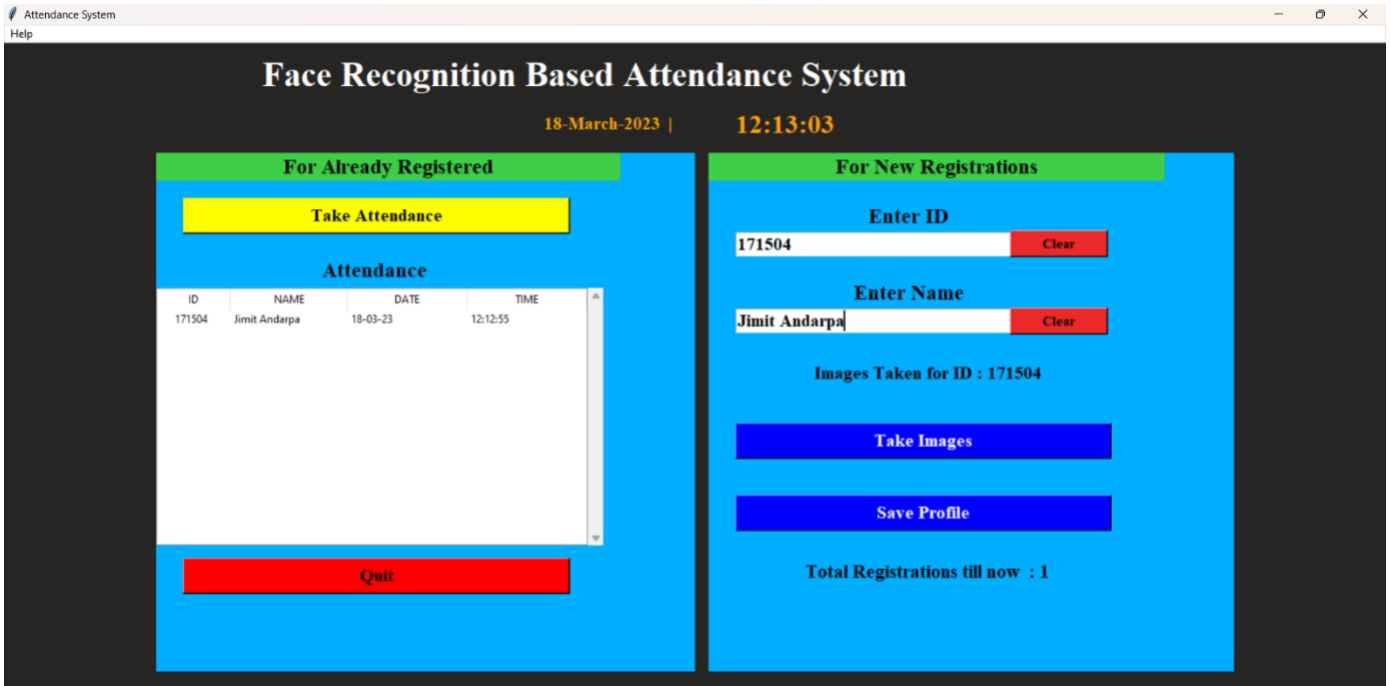 Attendance System
Help
Face Recognition Based Attendance System
18-March-2023 | 12:13:03
For Already Registered
Take Attendance
Attendance
ID NAME DATE TIME
171504 Jimit Andarpa 18-03-23 12:12:55
Quit
For New Registrations
Enter ID
171504 Clear
Enter Name
Jimit Andarpa Clear
Images Taken for ID : 171504
Take Images
Save Profile
Total Registrations till now : 1